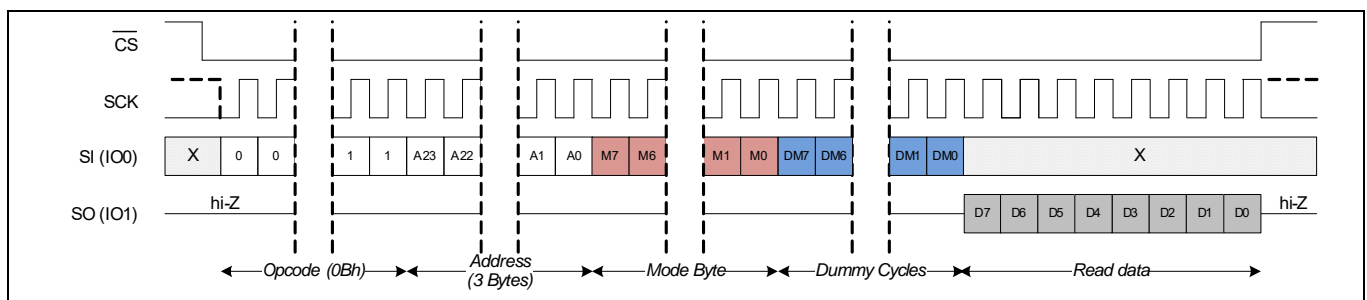 CS
SCK
SI (IO0) X 0 0 1 1 A23 A22 A1 A0 M7 M6 M1 M0 DM7 DM6 DM1 DM0 X
SO (IO1) hi-Z D7 D6 D5 D4 D3 D2 D1 D0 hi-Z
Opcode (0Bh) Address (3 Bytes) Mode Byte Dummy Cycles Read data